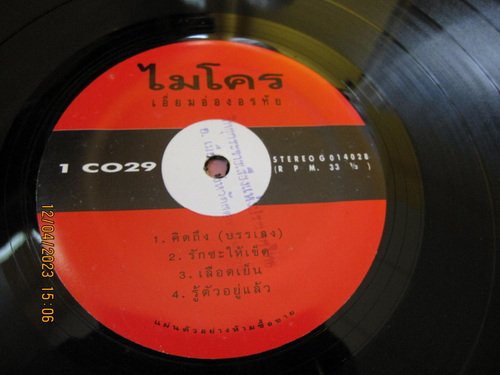 ไมโคร
เอี่ยมอ่องอรทัย
1 CO29
STEREO G 014028
(RPM. 33 ⅓)
1. คิดถึง (บรรเลง)
2. รักซะให้เข็ด
3. เลือดเย็น
4. รู้ตัวอยู่แล้ว
แผ่นตัวอย่างห้ามซื้อขาย
12/04/2023 15:06